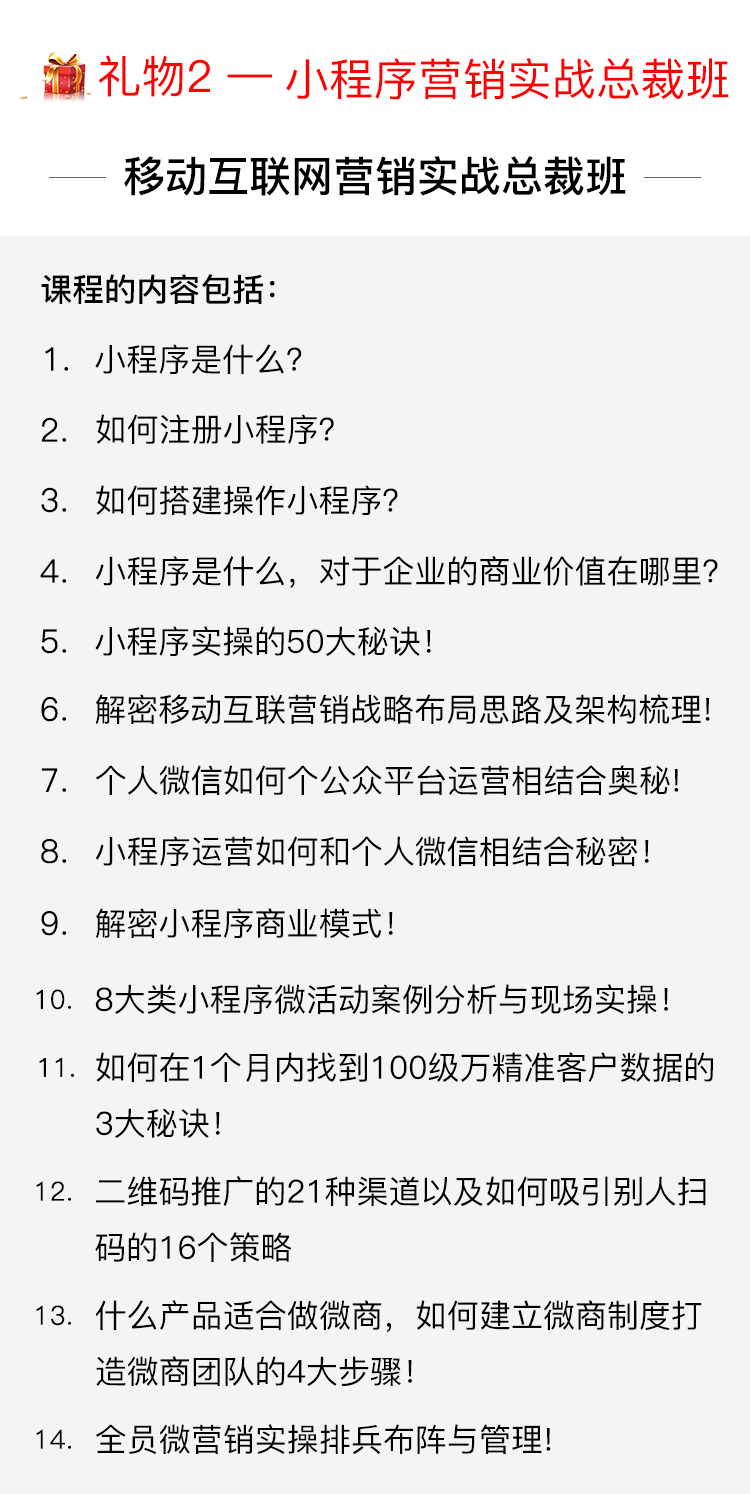 礼物2 一 小程序营销实战总裁班
移动互联网营销实战总裁班
课程的内容包括：
1. 小程序是什么？
2. 如何注册小程序？
3. 如何搭建操作小程序？
4. 小程序是什么，对于企业的商业价值在哪里？
5. 小程序实操的50大秘诀！
6. 解密移动互联营销战略布局思路及架构梳理!
7. 个人微信如何个公众平台运营相结合奥秘!
8. 小程序运营如何和个人微信相结合秘密！
9. 解密小程序商业模式！
10. 8大类小程序微活动案例分析与现场实操！
11. 如何在1个月内找到100级万精准客户数据的
3大秘诀！
12. 二维码推广的21种渠道以及如何吸引别人扫
码的16个策略
13. 什么产品适合做微商，如何建立微商制度打
造微商团队的4大步骤！
14. 全员微营销实操排兵布阵与管理!